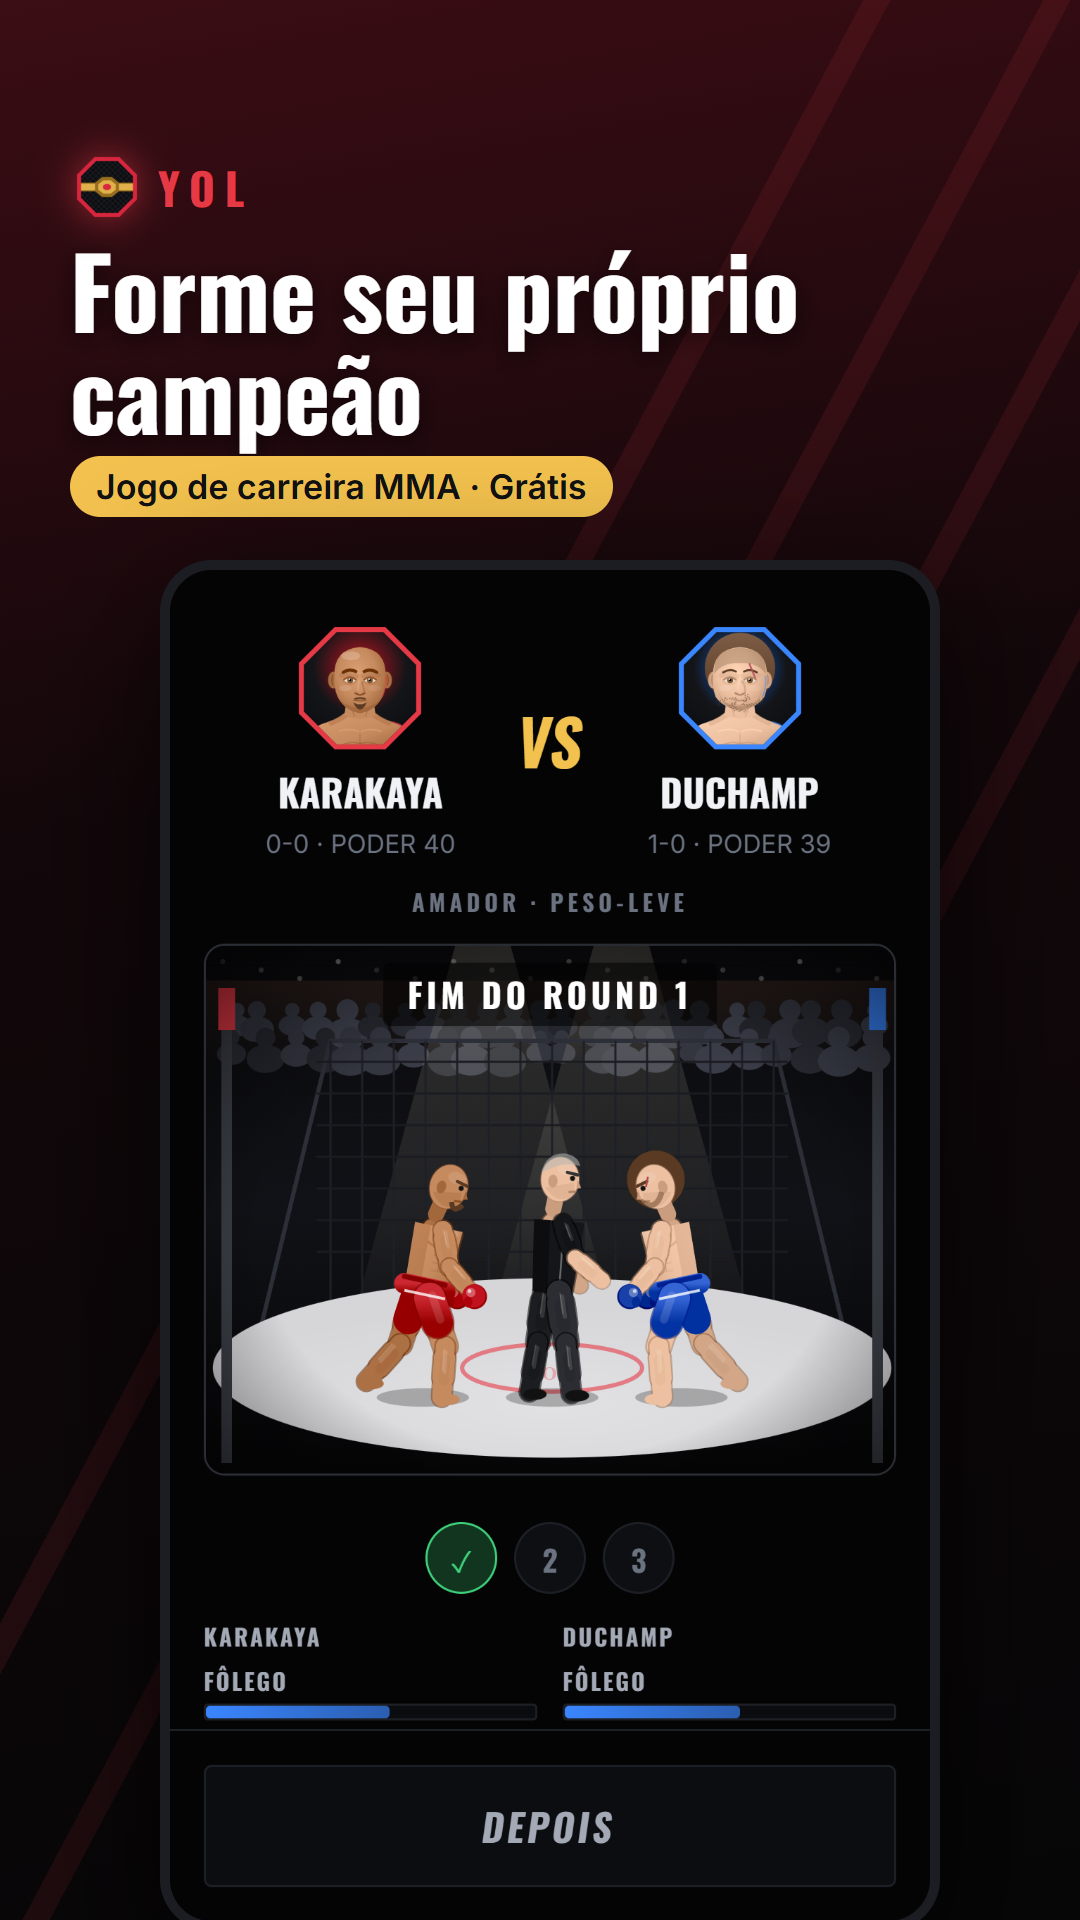 YOL
Forme seu próprio
campeão
Jogo de carreira MMA · Grátis
VS
KARAKAYA
DUCHAMP
0-0 · PODER 40
1-0 · PODER 39
AMADOR · PESO-LEVE
FIM DO ROUND 1
✓ 2 3
KARAKAYA
DUCHAMP
FÔLEGO
FÔLEGO
DEPOIS